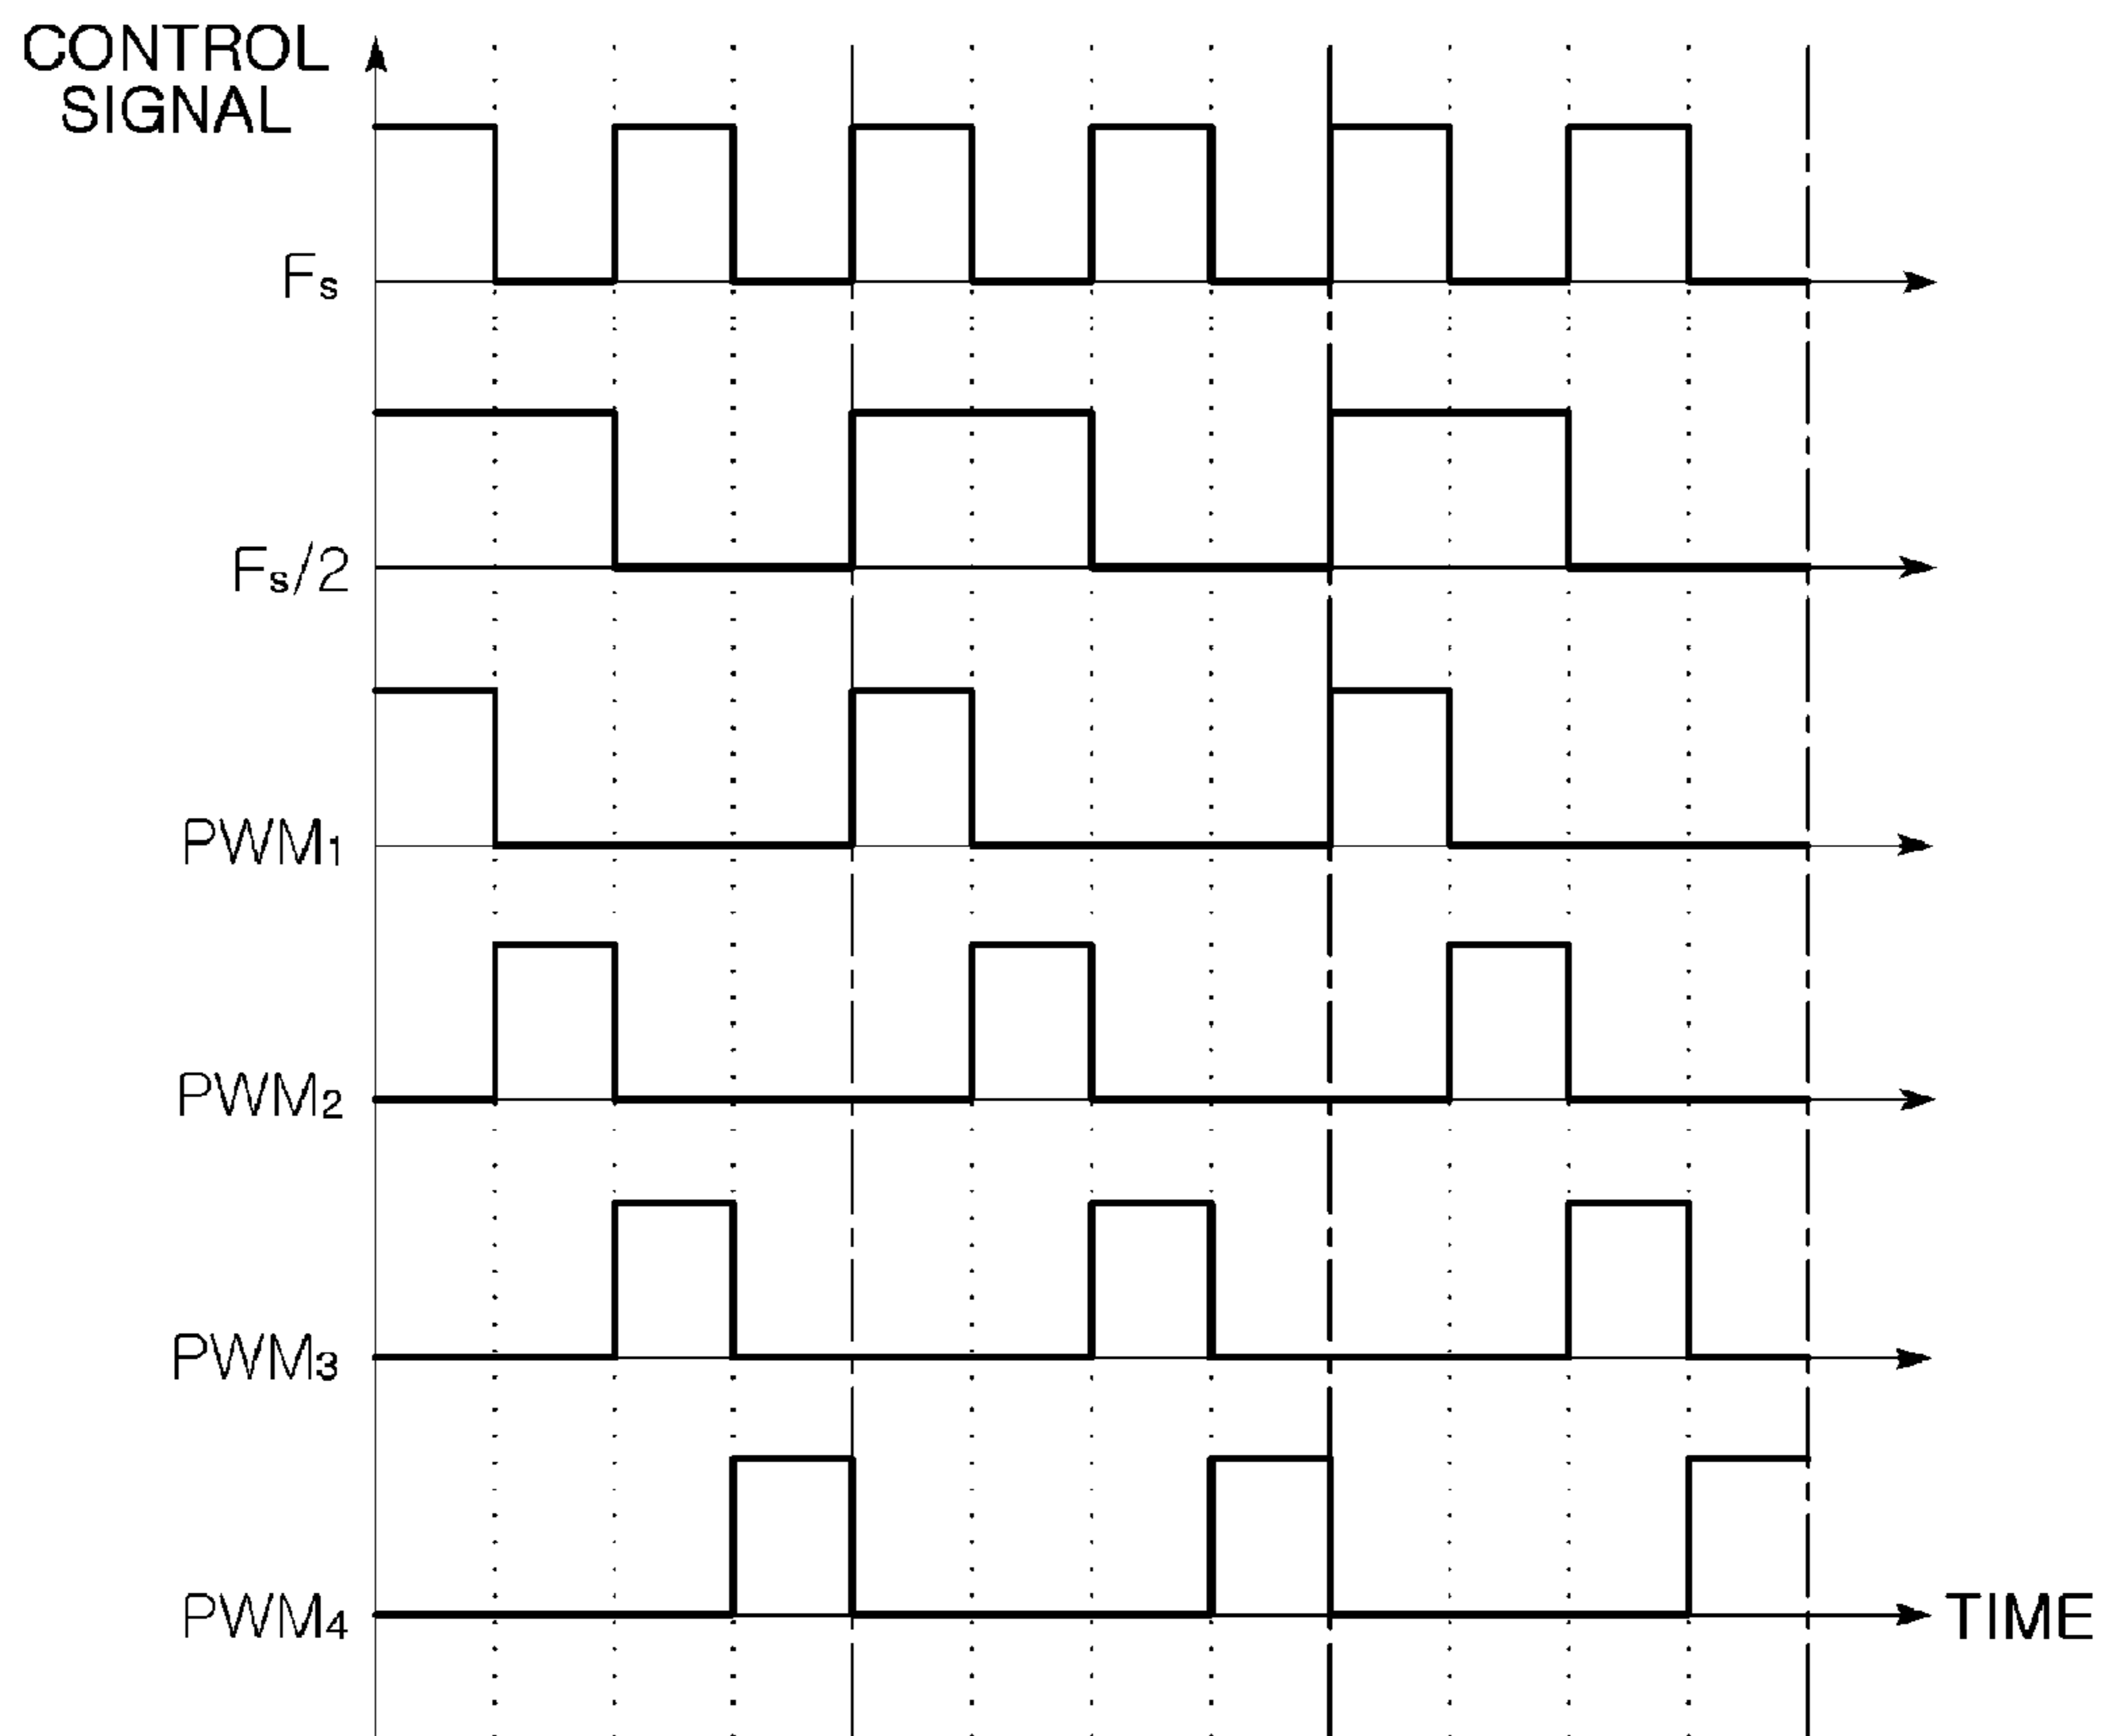 CONTROL
SIGNAL
Fs
Fs/2
PWM1
PWM2
PWM3
PWM4
TIME